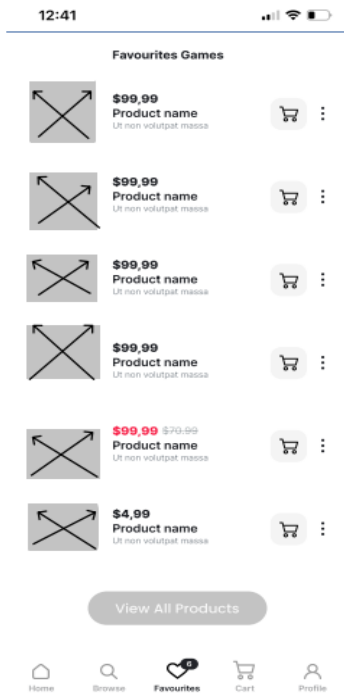 12:41
Favourites Games
$99,99
Product name
Ut non volutpat massa
$99,99
Product name
Ut non volutpat massa
$99,99
Product name
Ut non volutpat massa
$99,99
Product name
Ut non volutpat massa
$99,99 $70.99
Product name
Ut non volutpat massa
$4,99
Product name
Ut non volutpat massa
View All Products
6
Home Browse Favourites Cart Profile